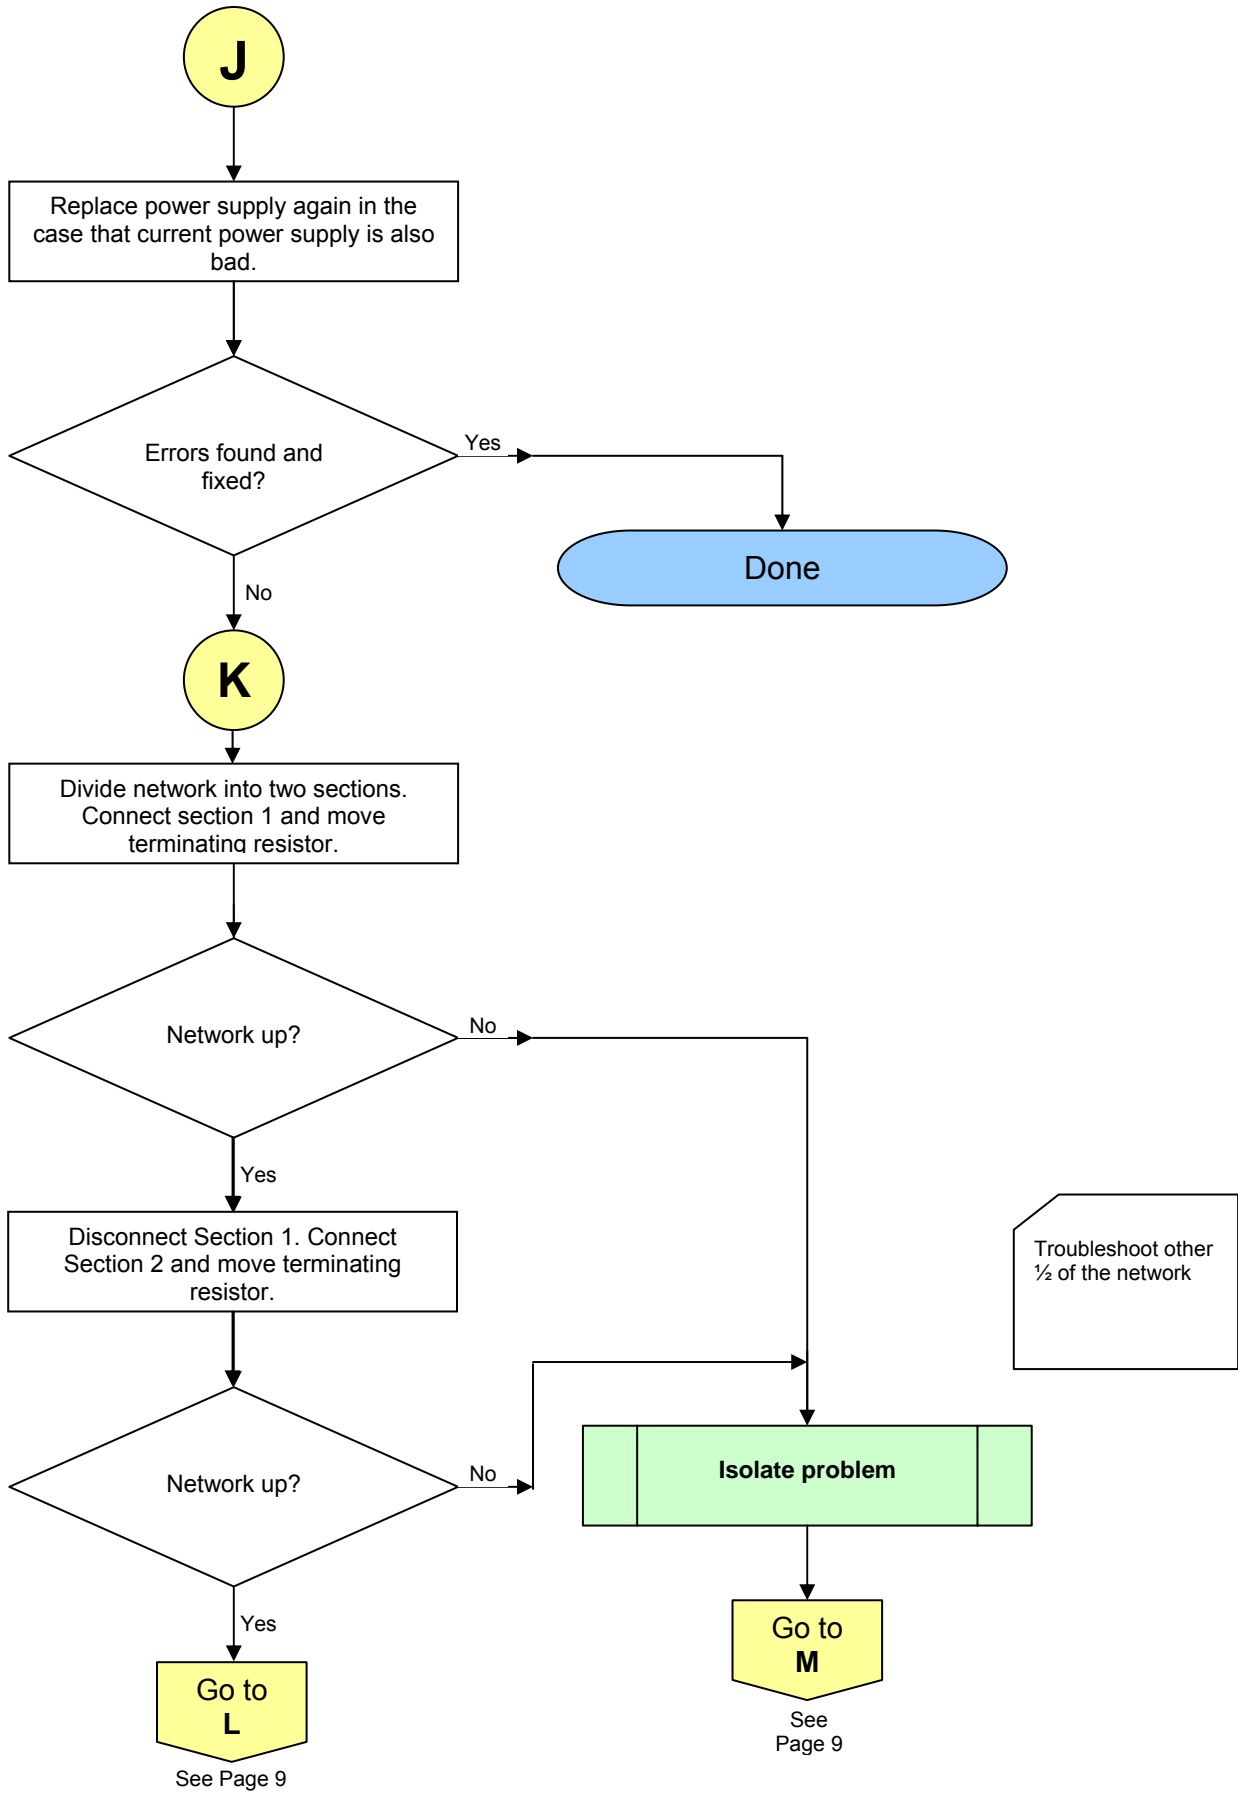 J
Replace power supply again in the
case that current power supply is also
bad.
Errors found and
fixed?
Yes
Done
No
K
Divide network into two sections.
Connect section 1 and move
terminating resistor.
Network up?
No
Yes
Disconnect Section 1. Connect
Section 2 and move terminating
resistor.
Troubleshoot other
½ of the network
Network up?
No
Isolate problem
Yes
Go to
M
See
Page 9
Go to
L
See Page 9